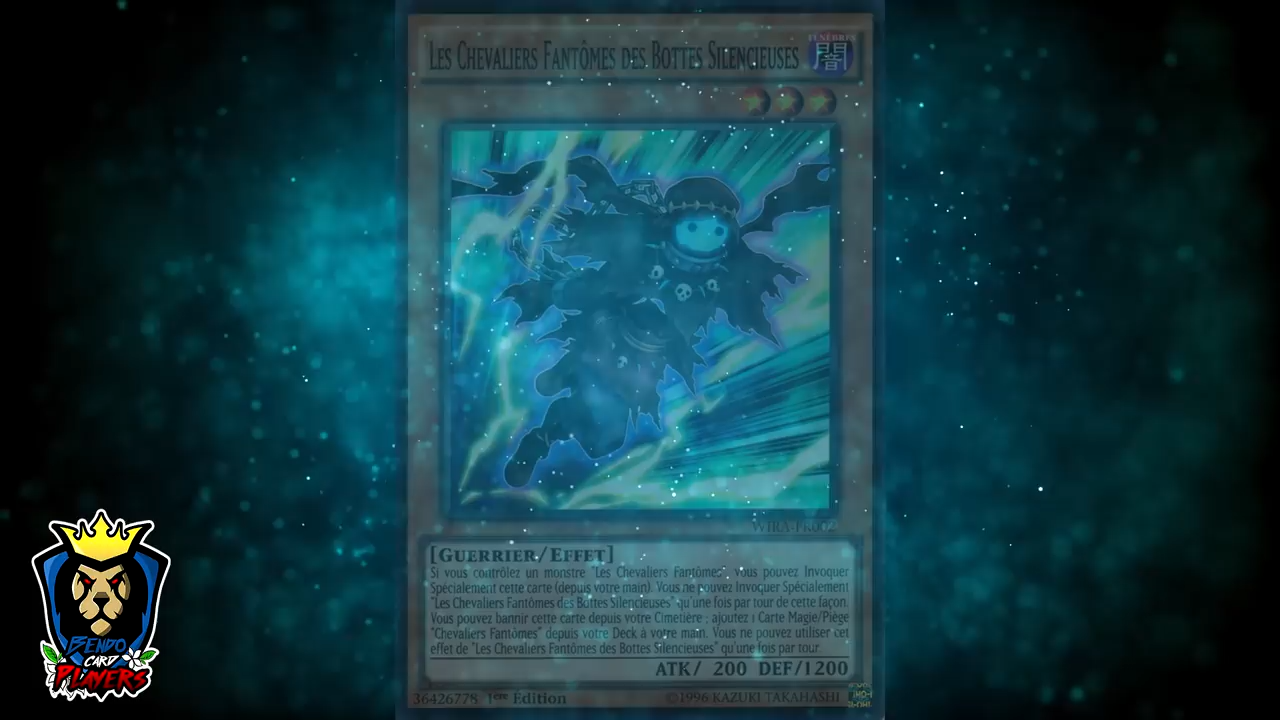 Les Chevaliers Fantômes des Bottes Silencieuses
TÉNÈBRES
闇
[Guerrier/Effet]
Si vous contrôlez un monstre "Les Chevaliers Fantômes", vous pouvez Invoquer
Spécialement cette carte (depuis votre main). Vous ne pouvez Invoquer Spécialement
"Les Chevaliers Fantômes des Bottes Silencieuses" qu'une fois par tour de cette façon.
Vous pouvez bannir cette carte depuis votre Cimetière ; ajoutez 1 Carte Magie/Piège
"Chevaliers Fantômes" depuis votre Deck à votre main. Vous ne pouvez utiliser cet
effet de "Les Chevaliers Fantômes des Bottes Silencieuses" qu'une fois par tour.
ATK/ 200 DEF/1200
36426778 1ere Édition
©1996 KAZUKI TAKAHASHI
BENDO
CARD
PLAYERS